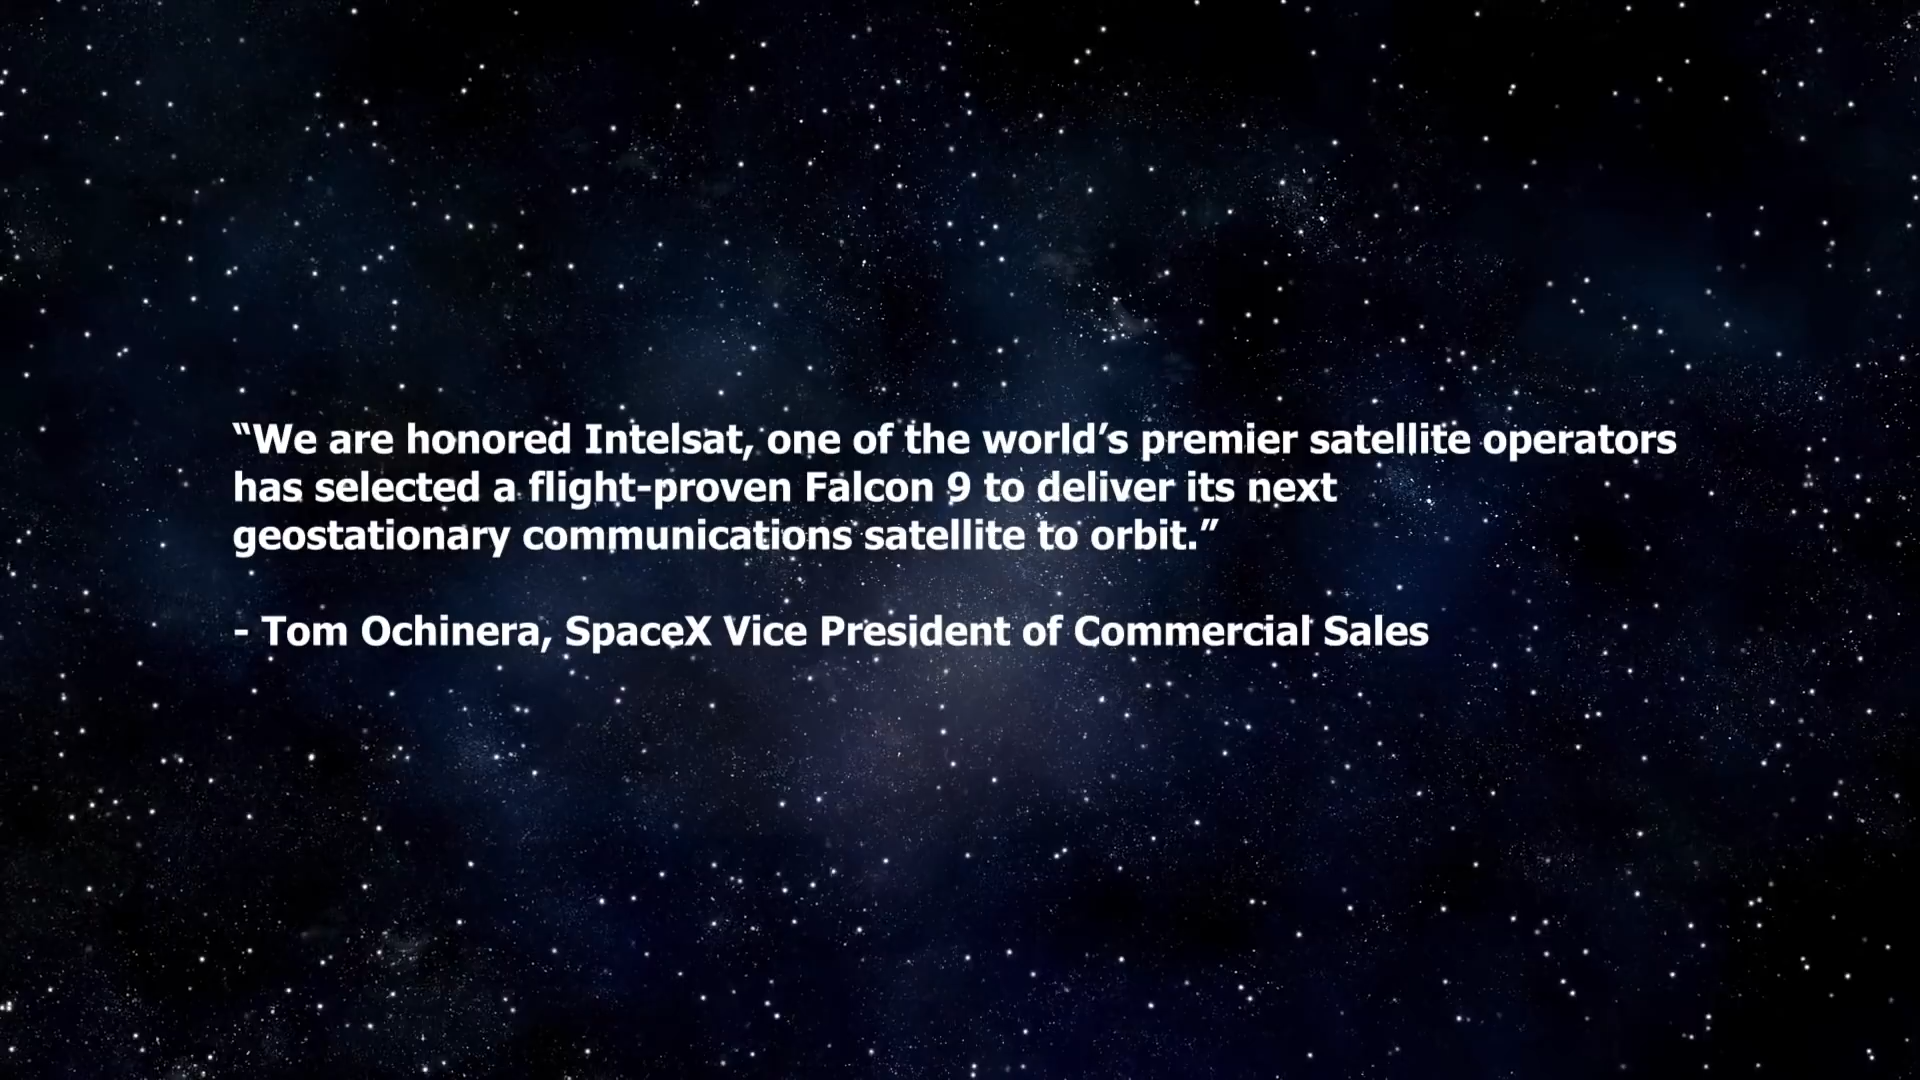 “We are honored Intelsat, one of the world’s premier satellite operators
has selected a flight-proven Falcon 9 to deliver its next
geostationary communications satellite to orbit.”
- Tom Ochinera, SpaceX Vice President of Commercial Sales